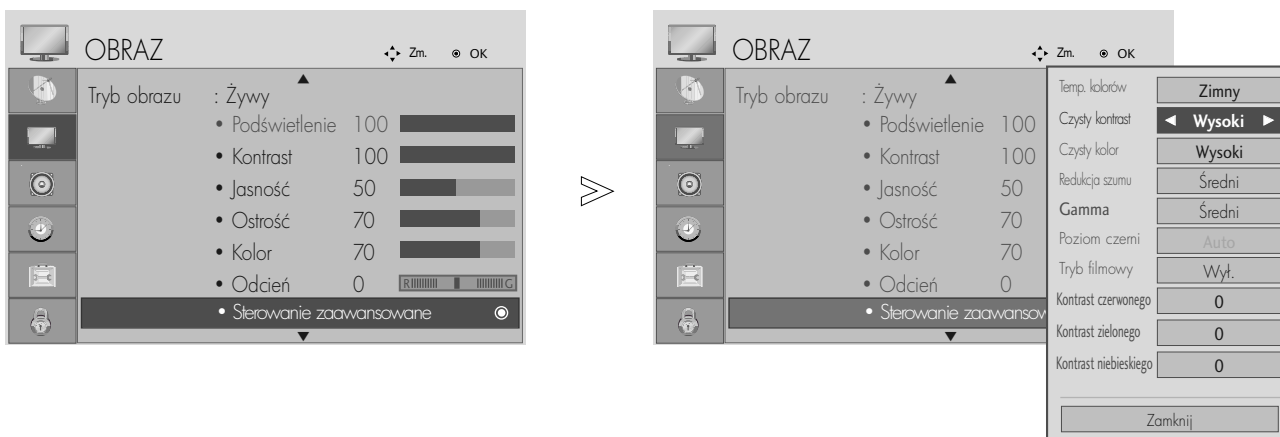 OBRAZ
Zm. OK
Tryb obrazu : Żywy
• Podświetlenie 100
• Kontrast 100
• Jasność 50
• Ostrość 70
• Kolor 70
• Odcień 0 R G
• Sterowanie zaawansowane
OBRAZ
Zm. OK
Tryb obrazu : Żywy
• Podświetlenie 100
• Kontrast 100
• Jasność 50
• Ostrość 70
• Kolor 70
• Odcień 0
• Sterowanie zaawansow
Temp. kolorów Zimny
Czysty kontrast ◄ Wysoki ►
Czysty kolor Wysoki
Redukcja szumu Średni
Gamma Średni
Poziom czerni Auto
Tryb filmowy Wył.
Kontrast czerwonego 0
Kontrast zielonego 0
Kontrast niebieskiego 0
Zamknij